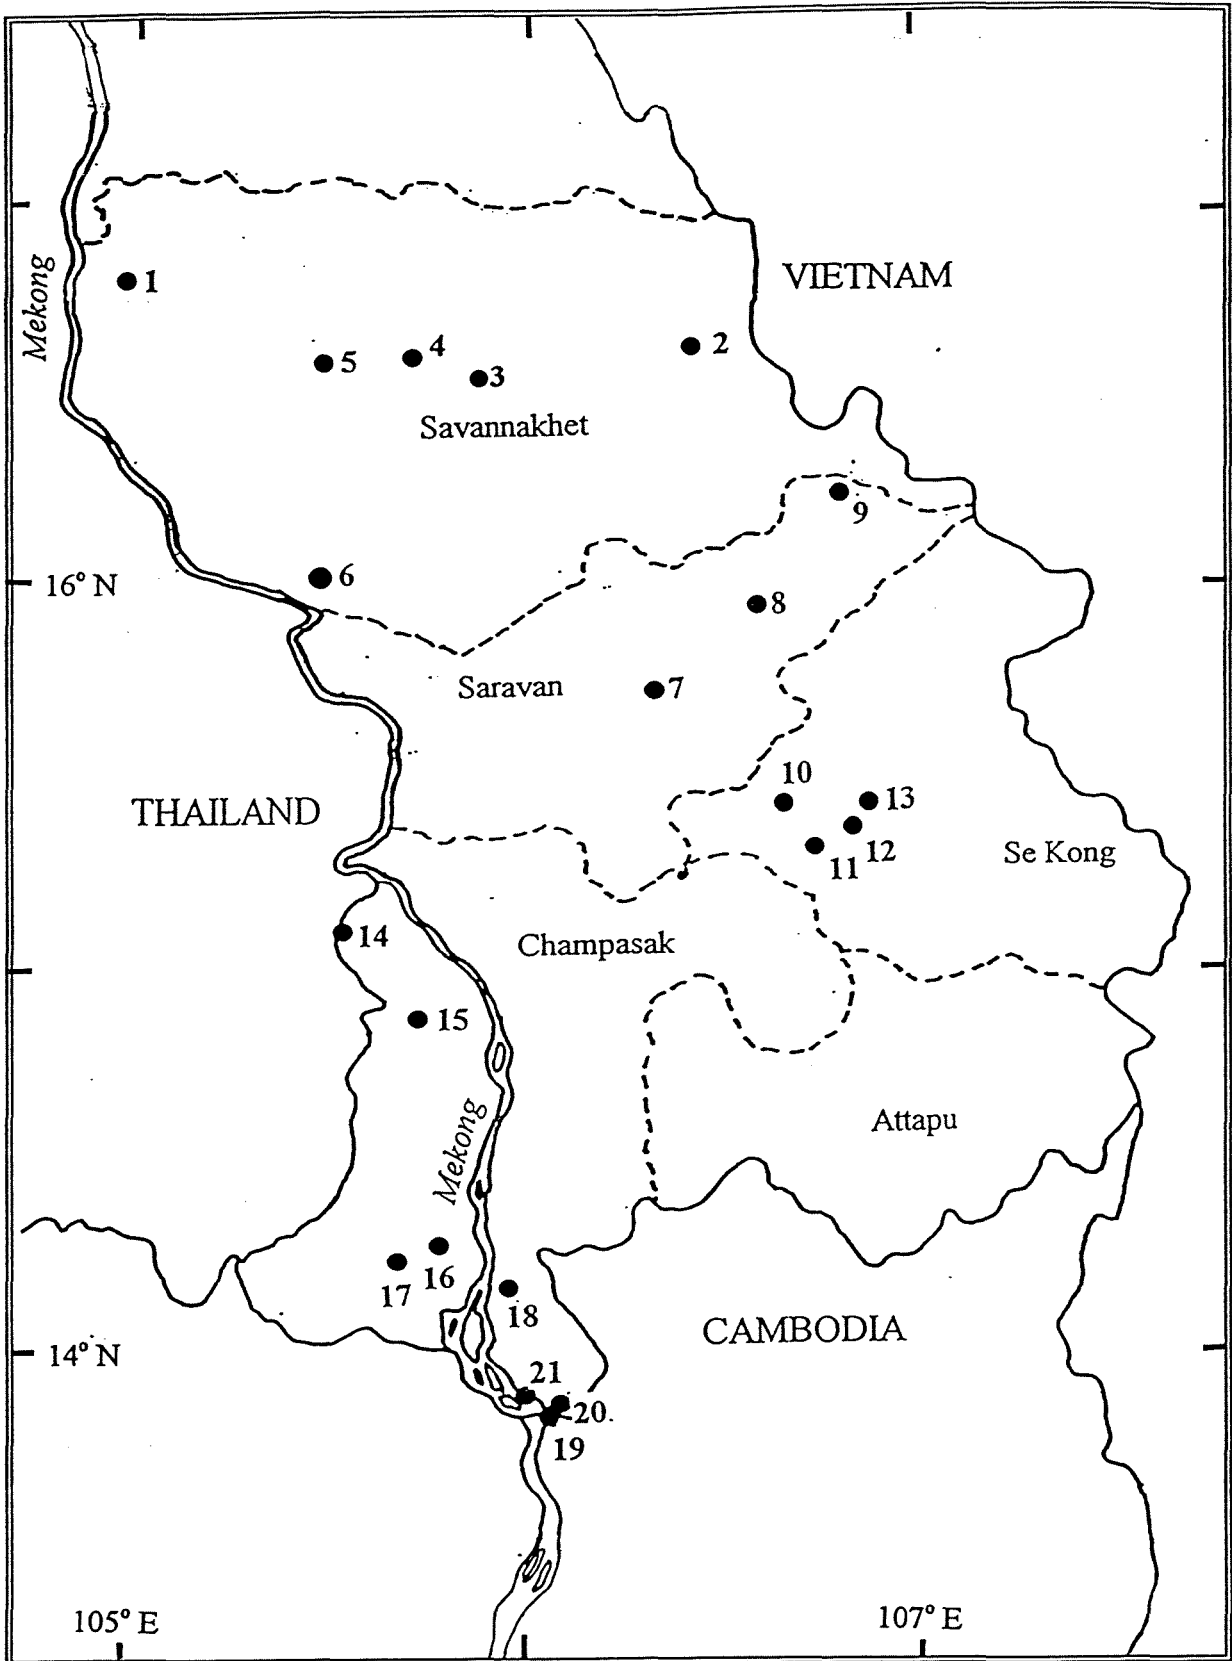 VIETNAM
Mekong
1
2
4
5
3
Savannakhet
9
16° N
6
8
Saravan
7
10
13
THAILAND
12
11
Se Kong
14
Champasak
15
Mekong
Attapu
16
17
18
CAMBODIA
14° N
21
20.
19
105° E
107° E